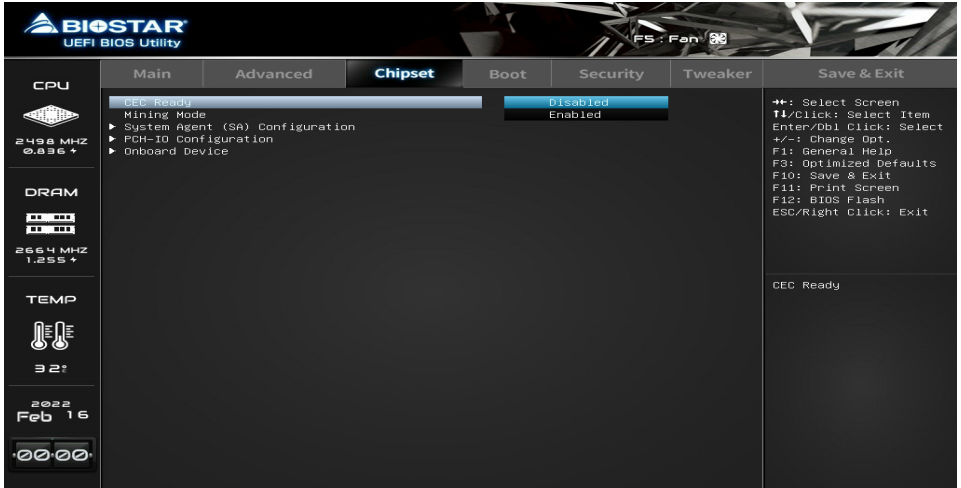 BIOSTAR®
UEFI BIOS Utility
F5 : Fan
Main Advanced Chipset Boot Security Tweaker Save & Exit
CPU
2498 MHZ
0.836
DRAM
2664 MHZ
1.255
TEMP
32
2022
Feb 16
00:00
CEC Ready Disabled
Mining Mode Enabled
▶ System Agent (SA) Configuration
▶ PCH-IO Configuration
▶ Onboard Device
→←: Select Screen
↑↓/Click: Select Item
Enter/Dbl Click: Select
+/-: Change Opt.
F1: General Help
F3: Optimized Defaults
F10: Save & Exit
F11: Print Screen
F12: BIOS Flash
ESC/Right Click: Exit
CEC Ready